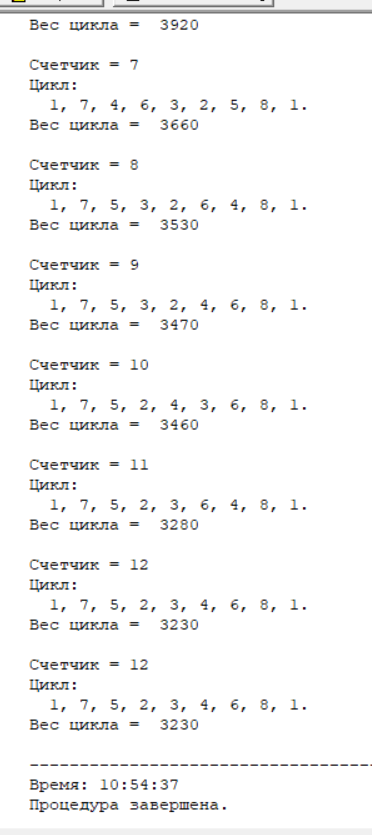 Вес цикла =  3920
Счетчик = 7
Цикл:
1, 7, 4, 6, 3, 2, 5, 8, 1.
Вес цикла =  3660
Счетчик = 8
Цикл:
1, 7, 5, 3, 2, 6, 4, 8, 1.
Вес цикла =  3530
Счетчик = 9
Цикл:
1, 7, 5, 3, 2, 4, 6, 8, 1.
Вес цикла =  3470
Счетчик = 10
Цикл:
1, 7, 5, 2, 4, 3, 6, 8, 1.
Вес цикла =  3460
Счетчик = 11
Цикл:
1, 7, 5, 2, 3, 6, 4, 8, 1.
Вес цикла =  3280
Счетчик = 12
Цикл:
1, 7, 5, 2, 3, 4, 6, 8, 1.
Вес цикла =  3230
Счетчик = 12
Цикл:
1, 7, 5, 2, 3, 4, 6, 8, 1.
Вес цикла =  3230
-----------------------------------
Время: 10:54:37
Процедура завершена.